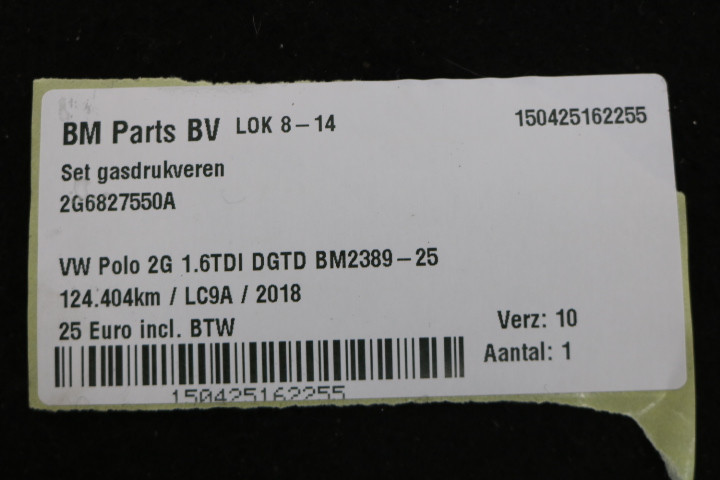 BM Parts BV LOK 8-14 150425162255
Set gasdrukveren
2G6827550A
VW Polo 2G 1.6TDI DGTD BM2389-25
124.404km / LC9A / 2018
25 Euro incl. BTW
Verz: 10
Aantal: 1
150425162255